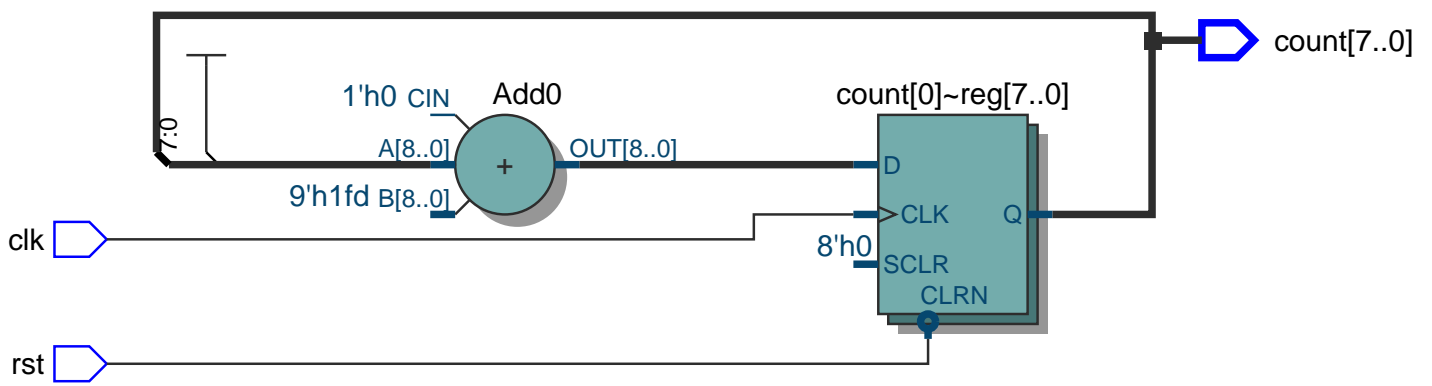 count[7..0]
1'h0 CIN
Add0
count[0]~reg[7..0]
7:0
A[8..0]
+
OUT[8..0]
D
9'h1fd B[8..0]
CLK
Q
clk
8'h0
SCLR
CLRN
rst